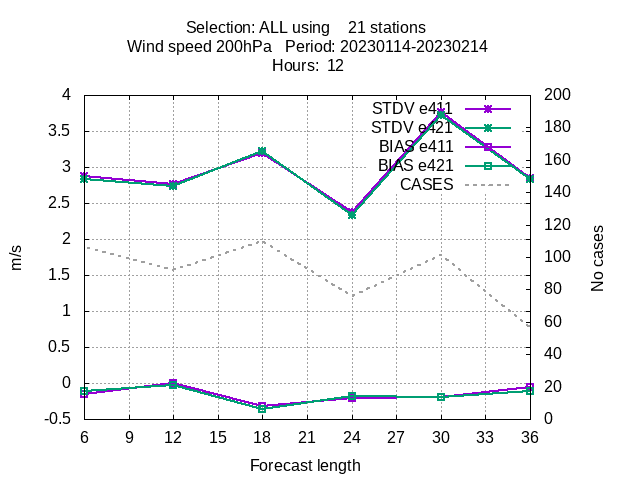 Selection: ALL using 21 stations
Wind speed 200hPa Period: 20230114-20230214
Hours: 12
STDV e411
STDV e421
BIAS e411
BIAS e421
CASES
4
3.5
3
2.5
2
1.5
1
0.5
0
-0.5
m/s
200
180
160
140
120
100
80
60
40
20
0
No cases
6 9 12 15 18 21 24 27 30 33 36
Forecast length